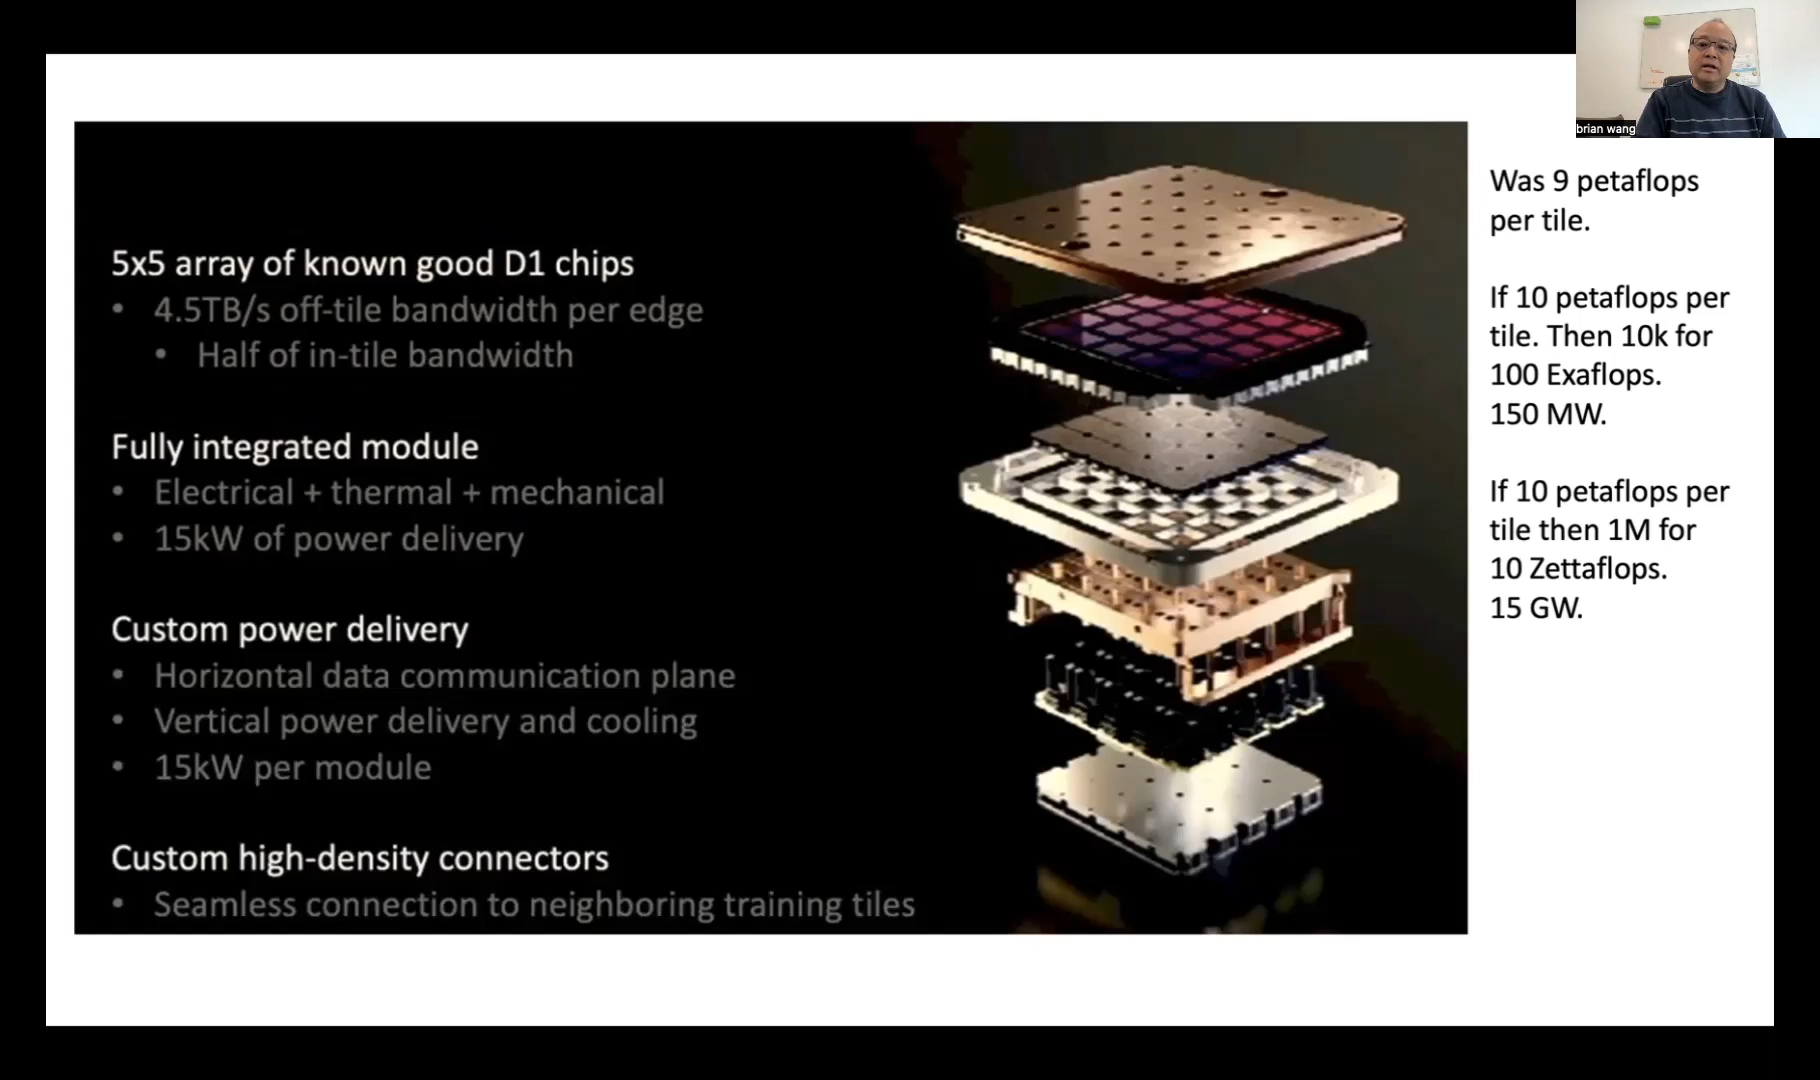 5x5 array of known good D1 chips
• 4.5TB/s off-tile bandwidth per edge
• Half of in-tile bandwidth
Fully integrated module
• Electrical + thermal + mechanical
• 15kW of power delivery
Custom power delivery
• Horizontal data communication plane
• Vertical power delivery and cooling
• 15kW per module
Custom high-density connectors
• Seamless connection to neighboring training tiles
brian wang
Was 9 petaflops
per tile.
If 10 petaflops per
tile. Then 10k for
100 Exaflops.
150 MW.
If 10 petaflops per
tile then 1M for
10 Zettaflops.
15 GW.